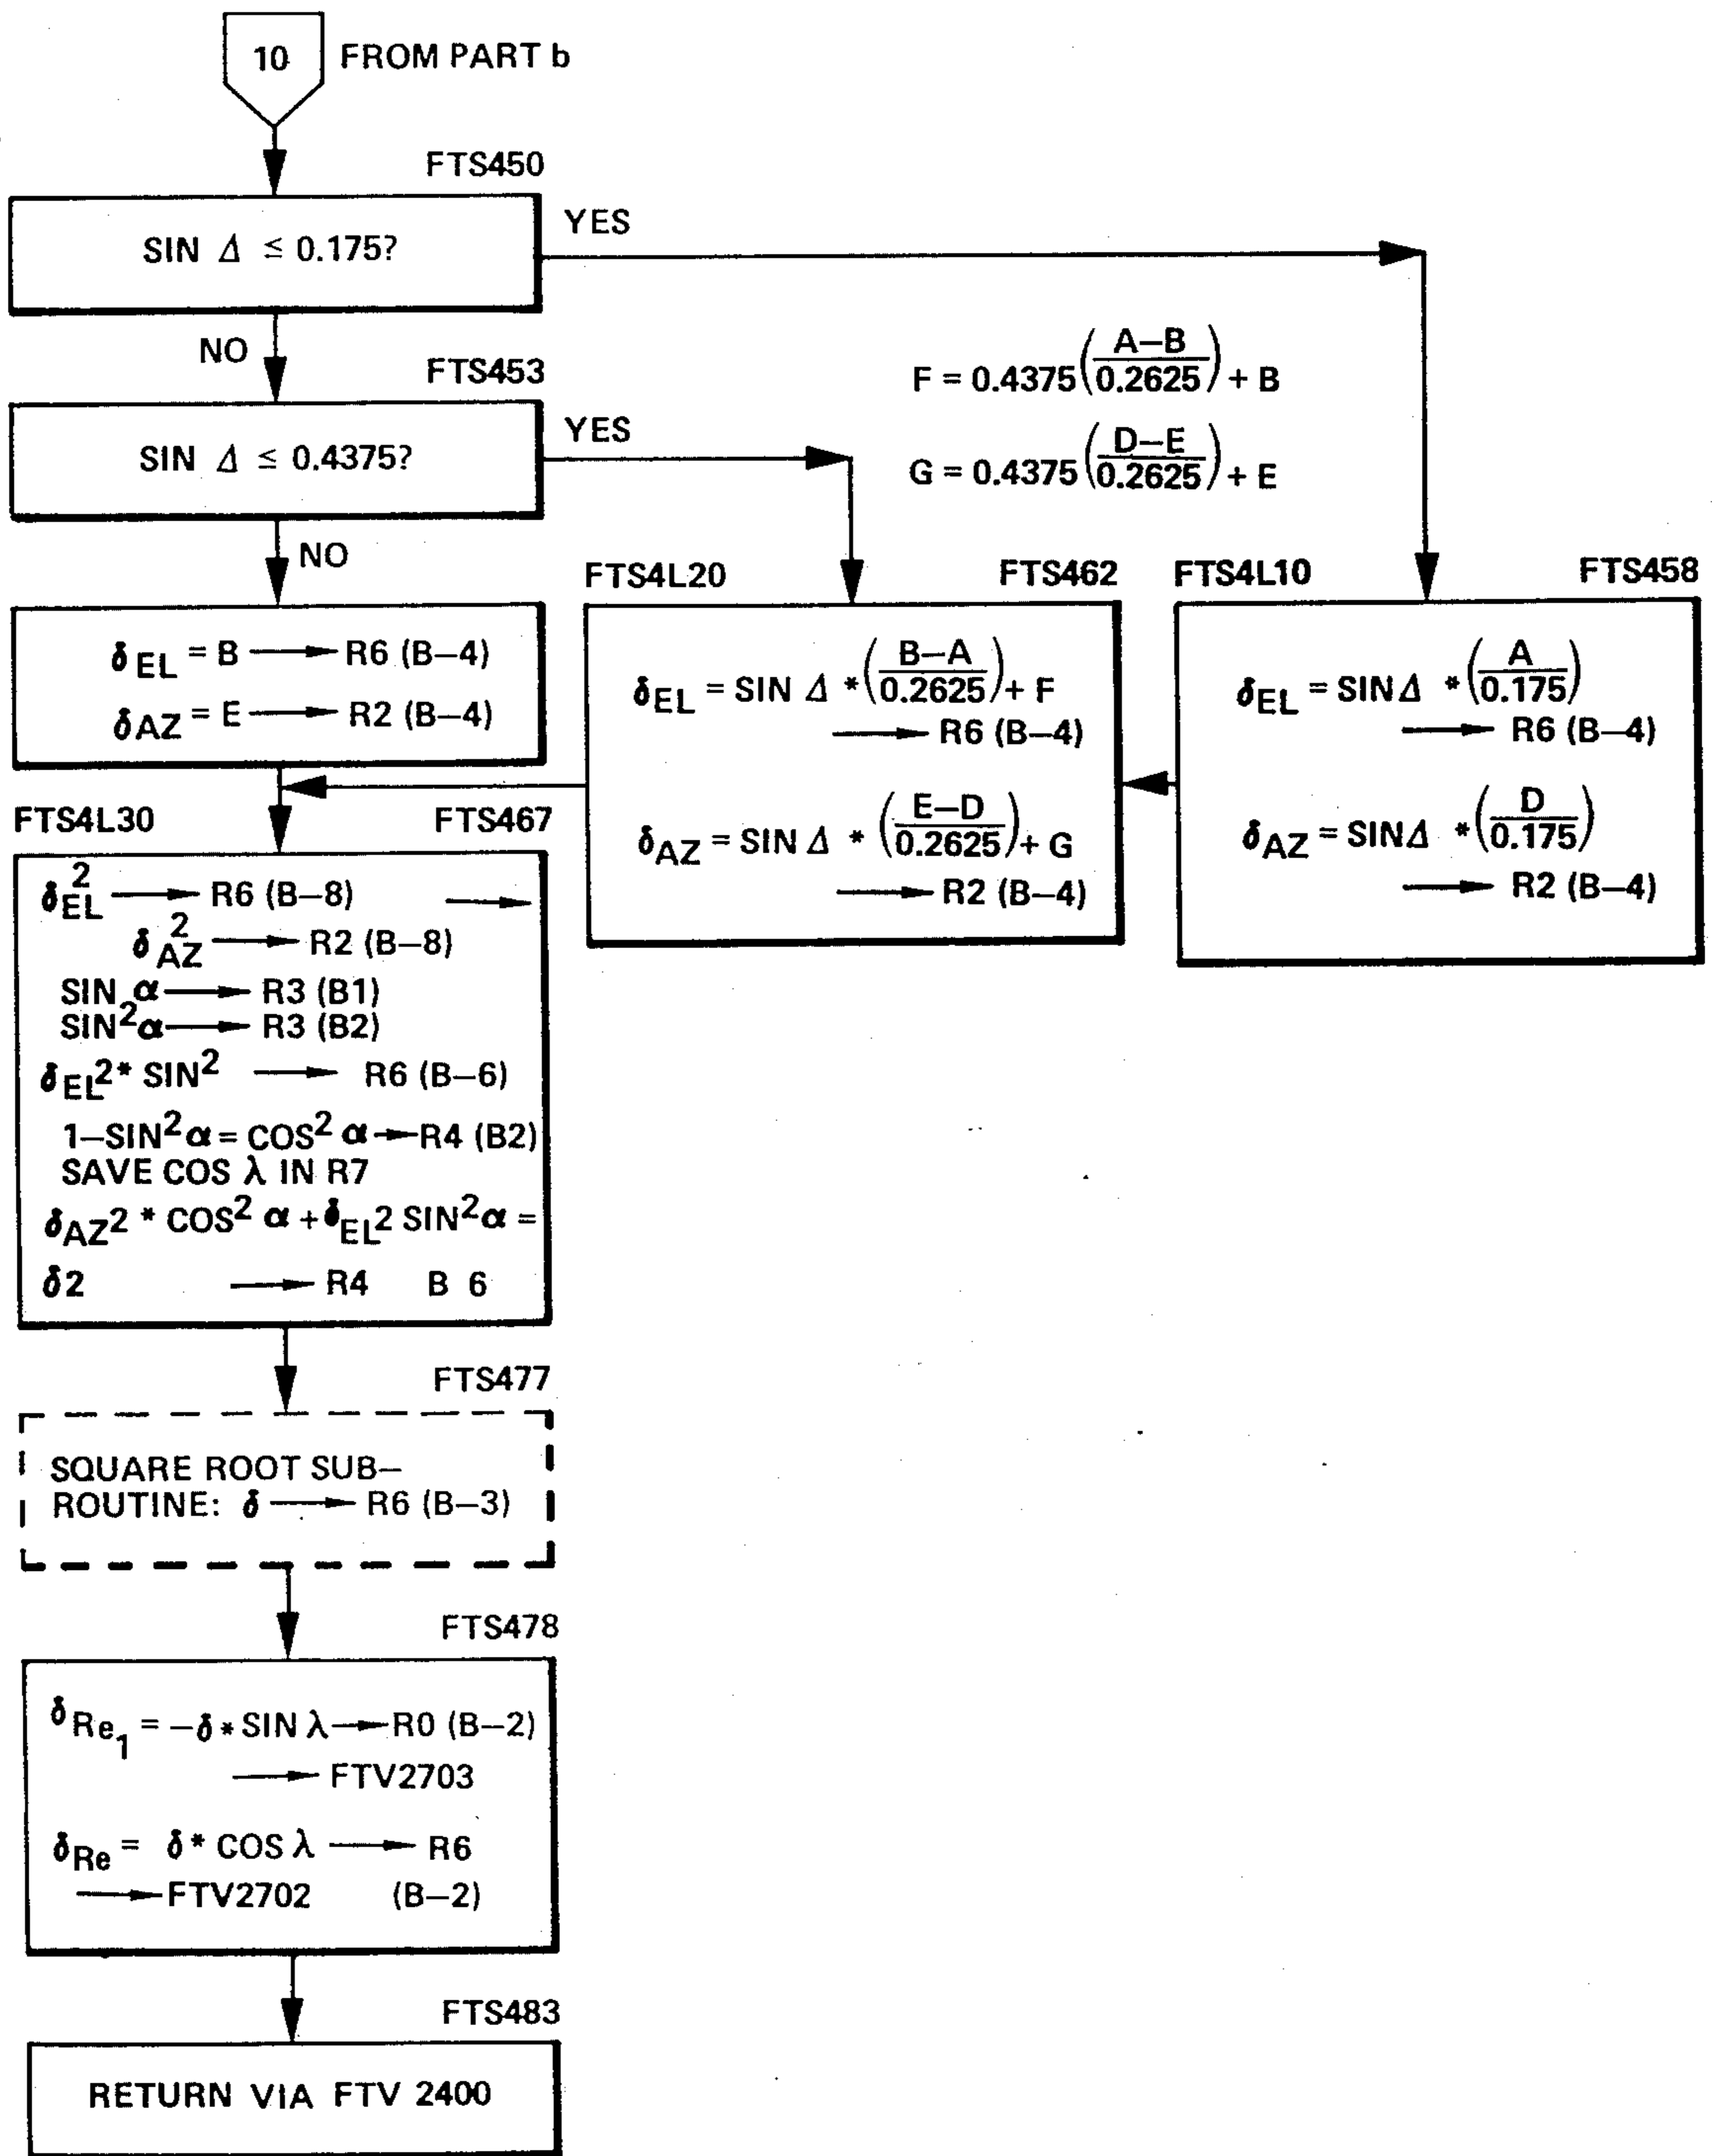 10 FROM PART b
FTS450
SIN Δ ≤ 0.175?
YES
NO
FTS453
SIN Δ ≤ 0.4375?
YES
F = 0.4375(A–B/0.2625) + B
G = 0.4375(D–E/0.2625) + E
NO
δEL = B → R6 (B–4)
δAZ = E → R2 (B–4)
FTS4L20 FTS462
δEL = SIN Δ *(B–A/0.2625) + F
→ R6 (B–4)
δAZ = SIN Δ * (E–D/0.2625) + G
→ R2 (B–4)
FTS4L10 FTS458
δEL = SINΔ *(A/0.175)
→ R6 (B–4)
δAZ = SINΔ *(D/0.175)
→ R2 (B–4)
FTS4L30 FTS467
δEL² → R6 (B–8) →
δAZ² → R2 (B–8)
SIN α → R3 (B1)
SIN²α → R3 (B2)
δEL²* SIN² → R6 (B–6)
1–SIN²α = COS² α → R4 (B2)
SAVE COS λ IN R7
δAZ² * COS² α + δEL² SIN²α =
δ2 → R4 B 6
FTS477
SQUARE ROOT SUB–
ROUTINE: δ → R6 (B–3)
FTS478
δRe₁ = –δ * SIN λ → R0 (B–2)
→ FTV2703
δRe = δ* COS λ → R6
→ FTV2702 (B–2)
FTS483
RETURN VIA FTV 2400